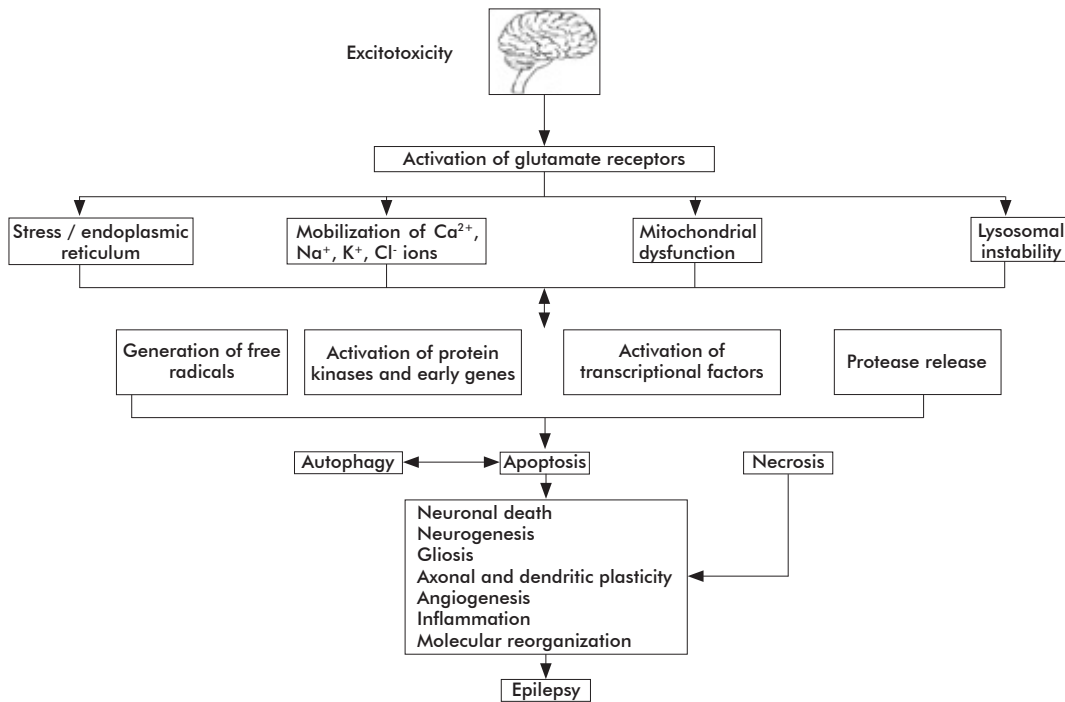 Excitotoxicity
Activation of glutamate receptors
Stress / endoplasmic
reticulum
Mobilization of Ca²⁺,
Na⁺, K⁺, Cl⁻ ions
Mitochondrial
dysfunction
Lysosomal
instability
Generation of free
radicals
Activation of protein
kinases and early genes
Activation of
transcriptional factors
Protease release
Autophagy
Apoptosis
Necrosis
Neuronal death
Neurogenesis
Gliosis
Axonal and dendritic plasticity
Angiogenesis
Inflammation
Molecular reorganization
Epilepsy